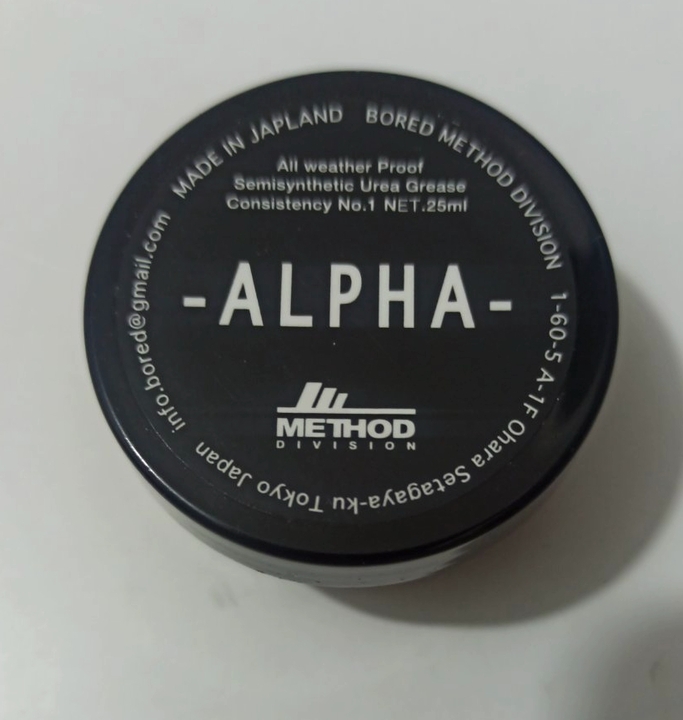 MADE IN JAPLAND
BORED METHOD DIVISION
1-60-5 A-1F Ohara Setagaya-ku Tokyo Japan
info.bored@gmail.com
All weather Proof
Semisynthetic Urea Grease
Consistency No.1 NET.25ml
-ALPHA-
METHOD
DIVISION